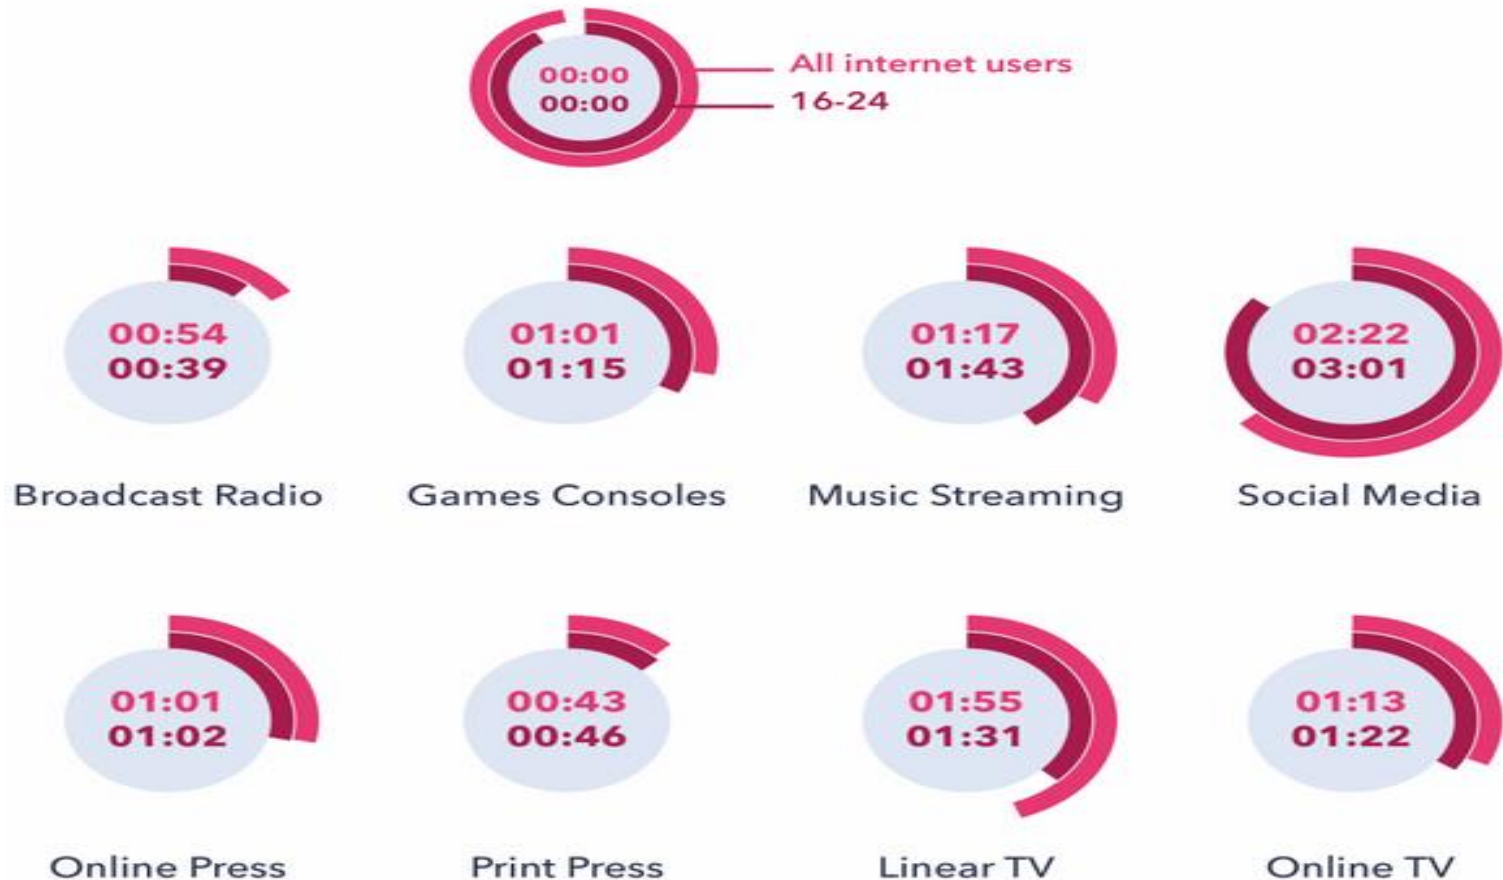 00:00
00:00
All internet users
16-24
00:54
00:39
Broadcast Radio
01:01
01:15
Games Consoles
01:17
01:43
Music Streaming
02:22
03:01
Social Media
01:01
01:02
Online Press
00:43
00:46
Print Press
01:55
01:31
Linear TV
01:13
01:22
Online TV